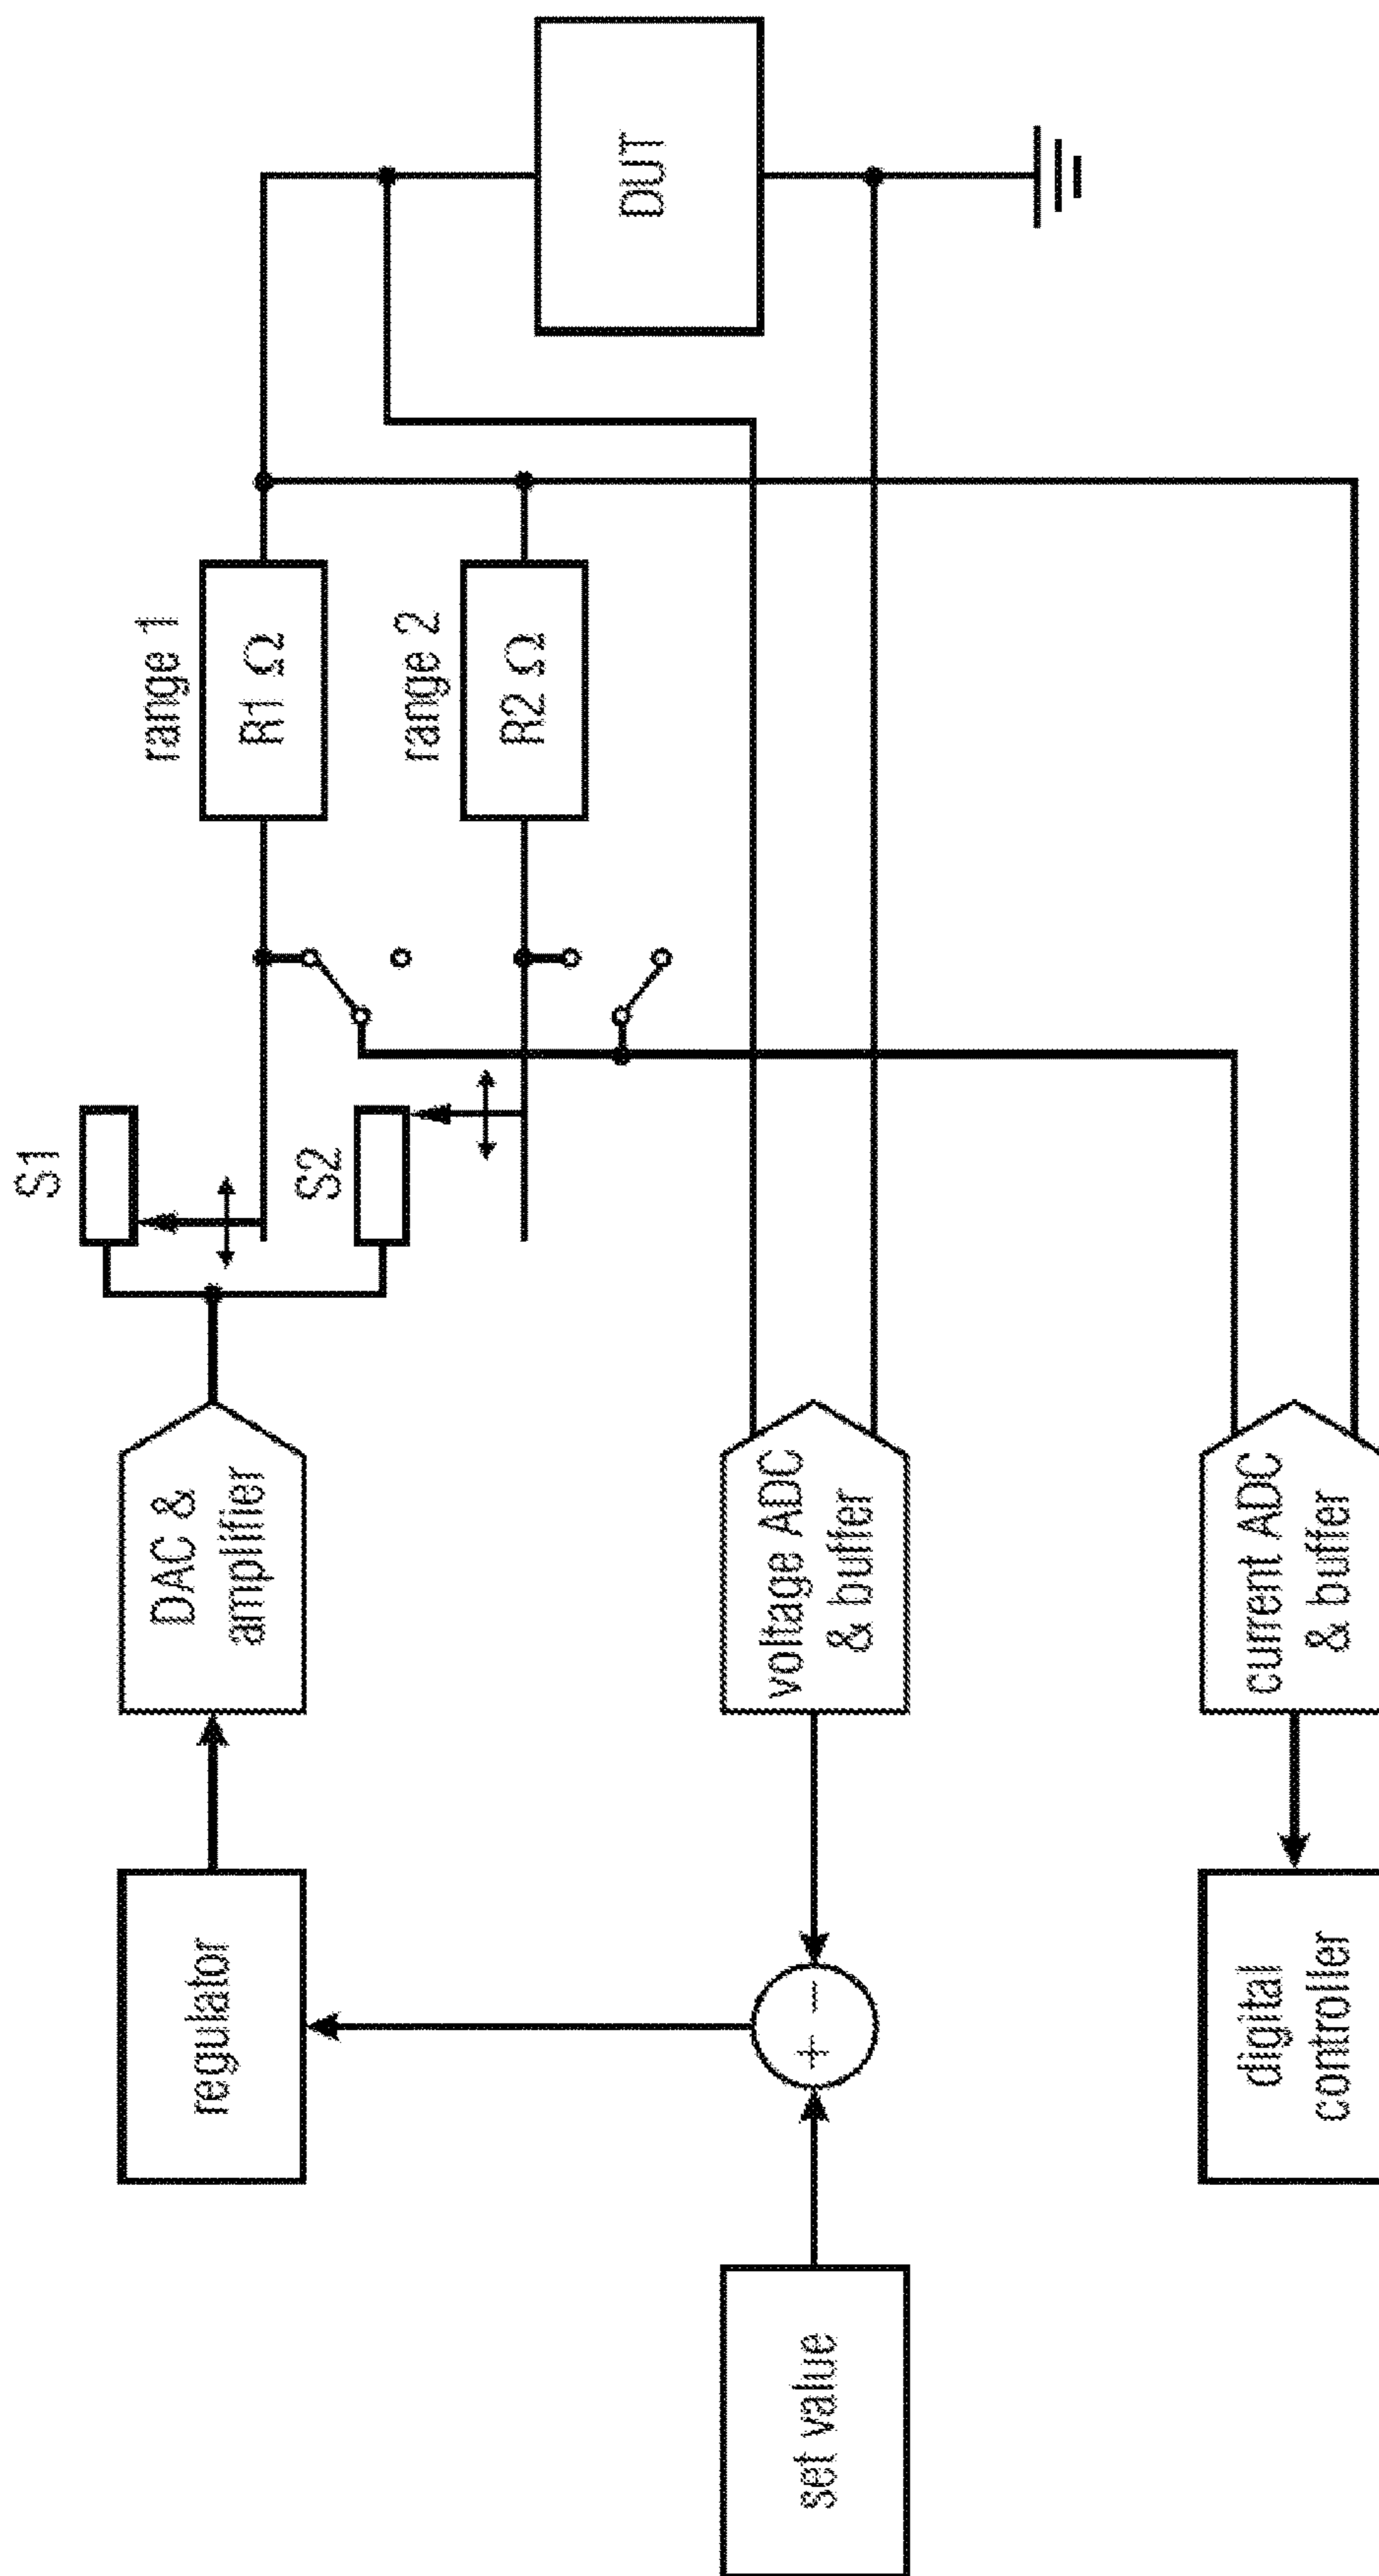 set value
regulator
DAC &
amplifier
S1
S2
range 1
R1 Ω
range 2
R2 Ω
DUT
+ -
voltage ADC
& buffer
digital
controller
current ADC
& buffer